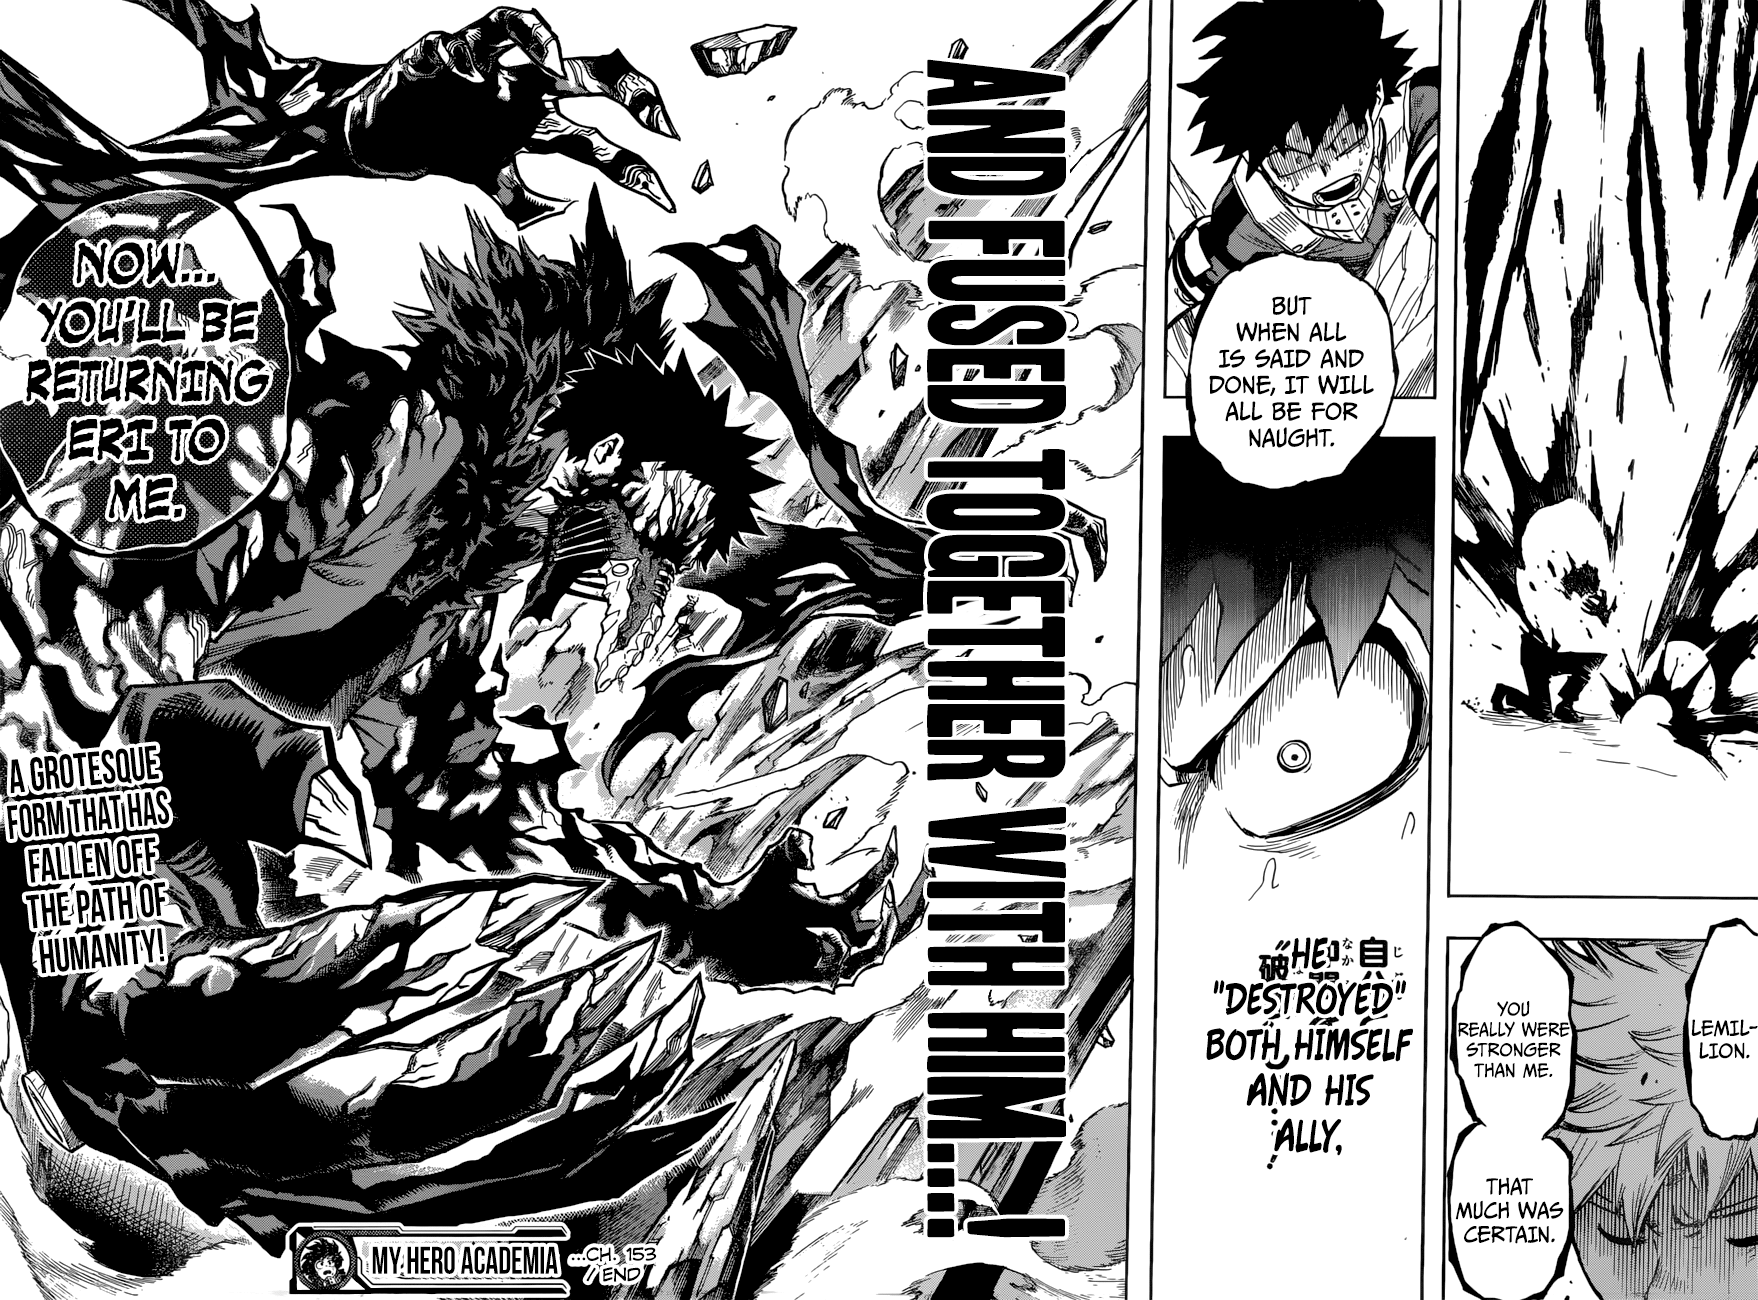 LEMIL-
LION.
YOU
REALLY WERE
STRONGER
THAN ME.
THAT
MUCH WAS
CERTAIN.
BUT
WHEN ALL
IS SAID AND
DONE, IT WILL
ALL BE FOR
NAUGHT.
"HE
"DESTROYED"
BOTH HIMSELF
AND HIS
ALLY,
AND FUSED TOGETHER WITH HIM...!
NOW...
YOU'LL BE
RETURNING
ERI TO
ME.
A GROTESQUE
FORM THAT HAS
FALLEN OFF
THE PATH OF
HUMANITY!
MY HERO ACADEMIA
...CH. 153
/ END